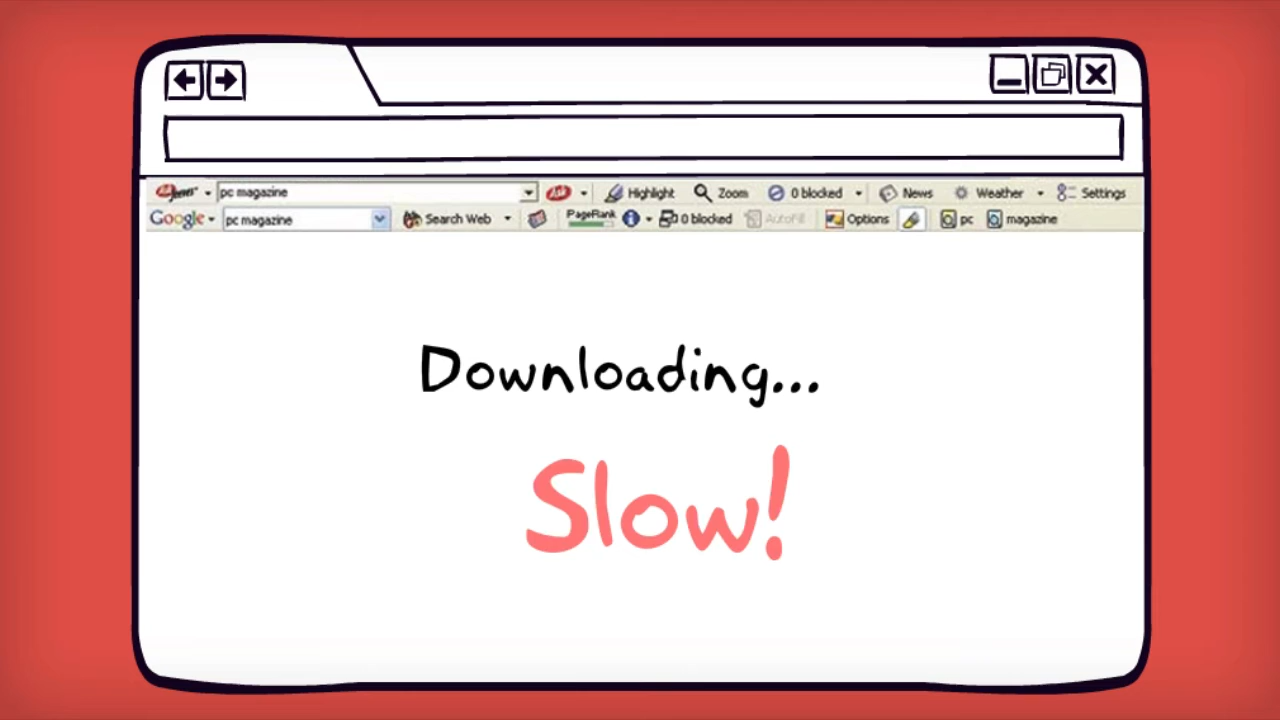 pc magazine Highlight Zoom 0 blocked News Weather Settings
Google pc magazine Search Web PageRank 0 blocked AutoFill Options pc magazine
Downloading...
Slow!